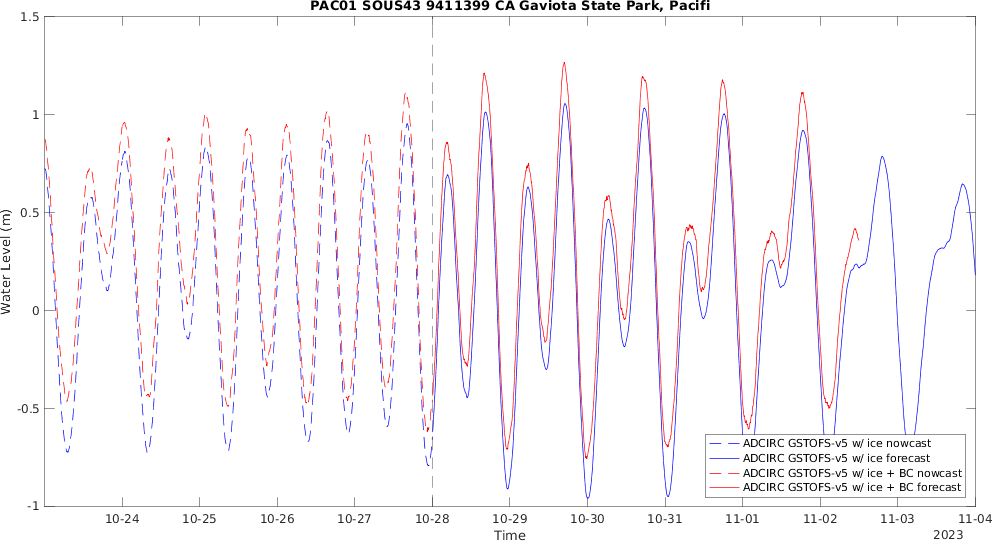 PAC01 SOUS43 9411399 CA Gaviota State Park, Pacifi
1.5
1
0.5
0
-0.5
-1
Water Level (m)
10-24 10-25 10-26 10-27 10-28 10-29 10-30 10-31 11-01 11-02 11-03 11-04
Time
2023
ADCIRC GSTOFS-v5 w/ ice nowcast
ADCIRC GSTOFS-v5 w/ ice forecast
ADCIRC GSTOFS-v5 w/ ice + BC nowcast
ADCIRC GSTOFS-v5 w/ ice + BC forecast